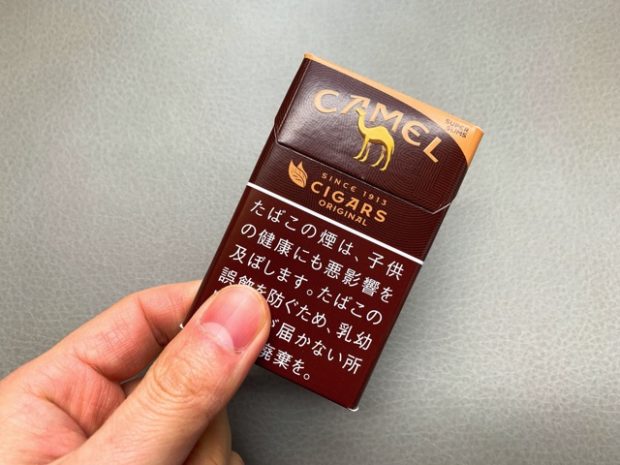 CAMEL
SUPER
SLIMS
SINCE 1913
CIGARS
ORIGINAL
たばこの煙は、子供
の健康にも悪影響を
及ぼします。たばこの
誤飲を防ぐため、乳幼
が届かない所
廃棄を。